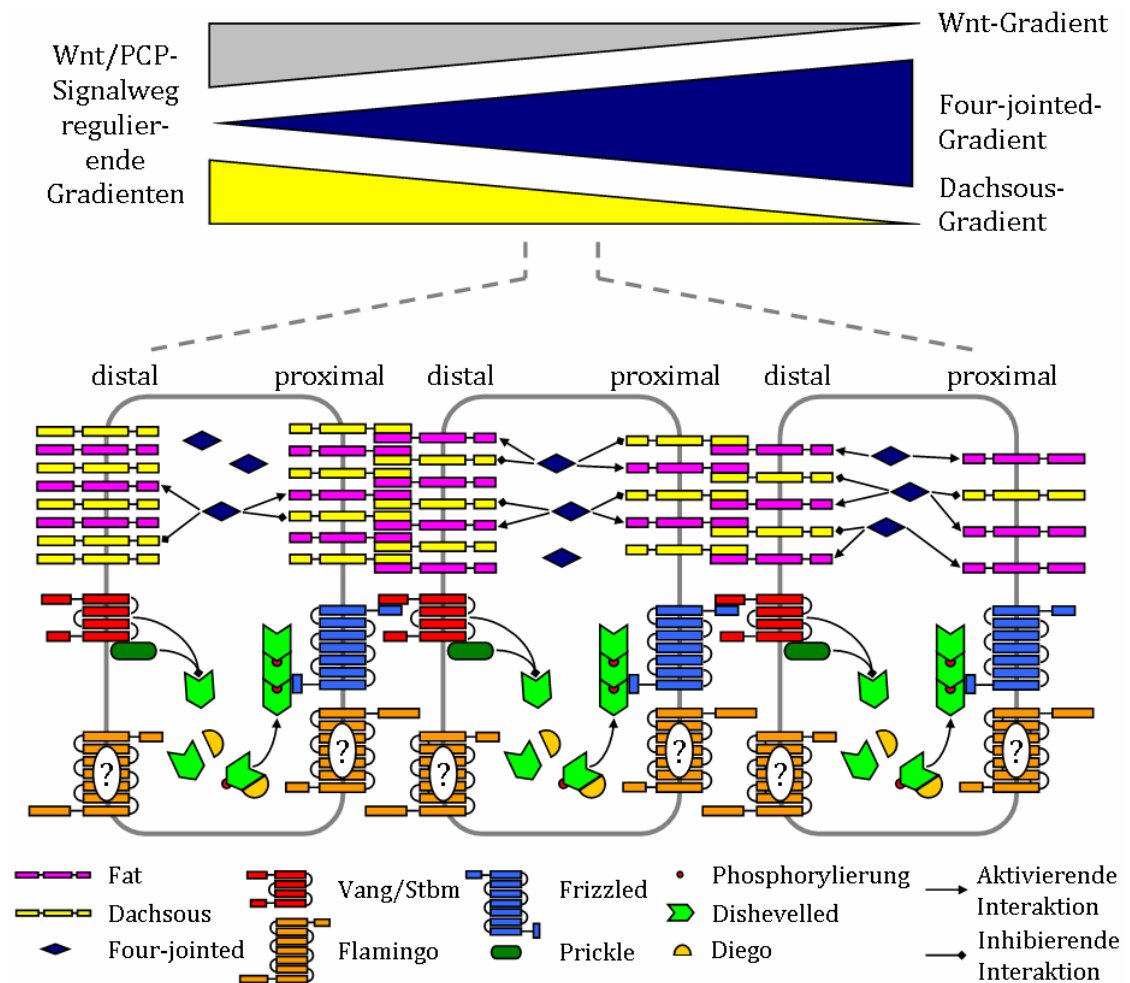 Wnt/PCP-
Signalweg
regulier-
ende
Gradienten
Wnt-Gradient
Four-jointed-
Gradient
Dachsous-
Gradient
distal
proximal
distal
proximal
distal
proximal
?
?
?
?
?
?
Fat
Dachsous
Four-jointed
Vang/Stbm
Flamingo
Frizzled
Prickle
Phosphorylierung
Dishevelled
Diego
Aktivierende
Interaktion
Inhibierende
Interaktion